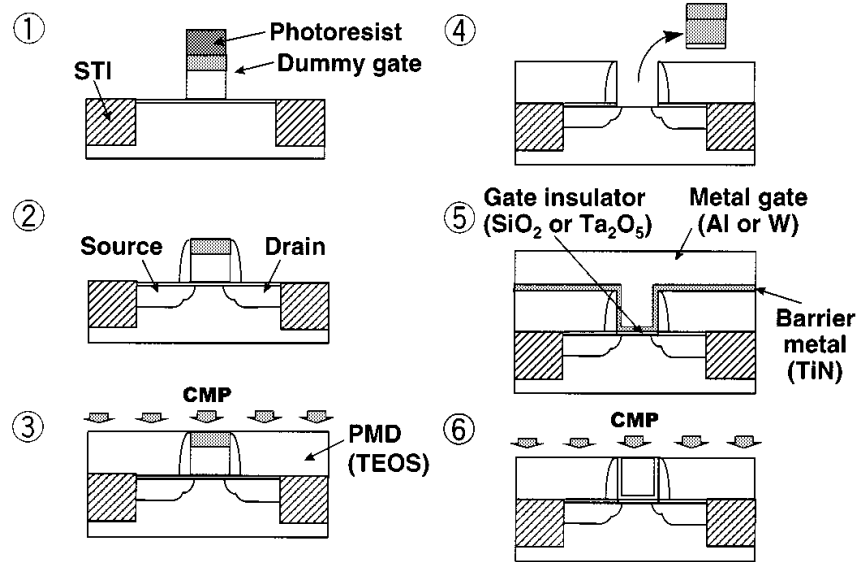 ①
Photoresist
Dummy gate
STI
②
Source
Drain
③
CMP
PMD
(TEOS)
④
⑤
Gate insulator
(SiO₂ or Ta₂O₅)
Metal gate
(Al or W)
Barrier
metal
(TiN)
⑥
CMP